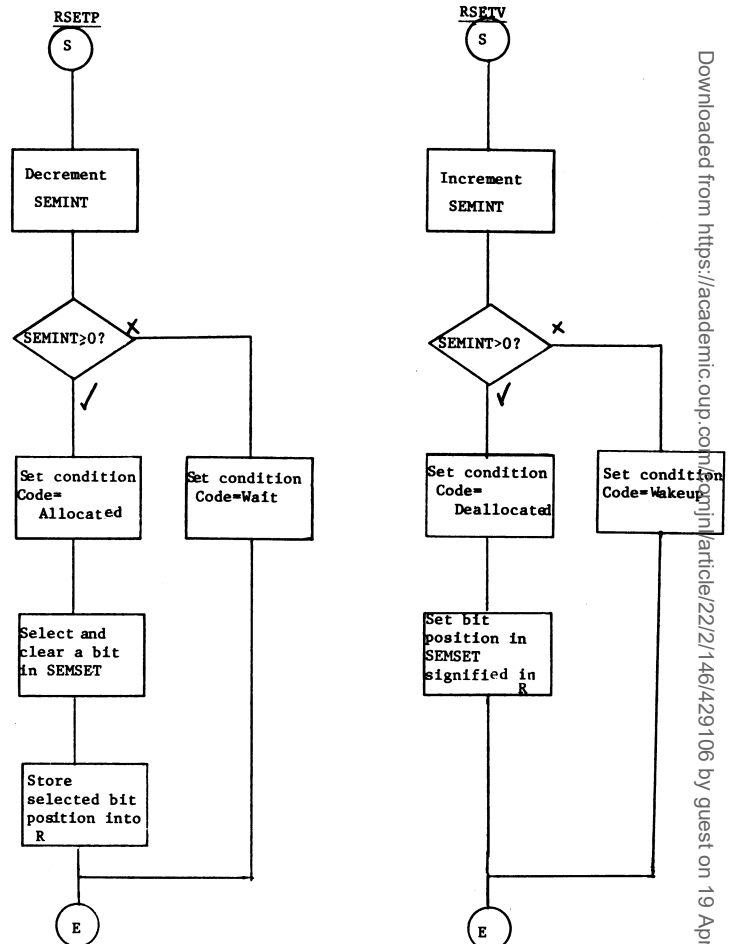 RSETP
S
Decrement
SEMINT
SEMINT⩾0?
Set condition
Code=
Allocated
Set condition
Code=Wait
Select and
clear a bit
in SEMSET
Store
selected bit
position into
R
E
RSETV
S
Increment
SEMINT
SEMINT>0?
Set condition
Code=
Deallocated
Set condition
Code=Wakeup
Set bit
position in
SEMSET
signified in
R
E
Downloaded from https://academic.oup.com/comjnl/article/22/2/146/429106 by guest on 19 Apr